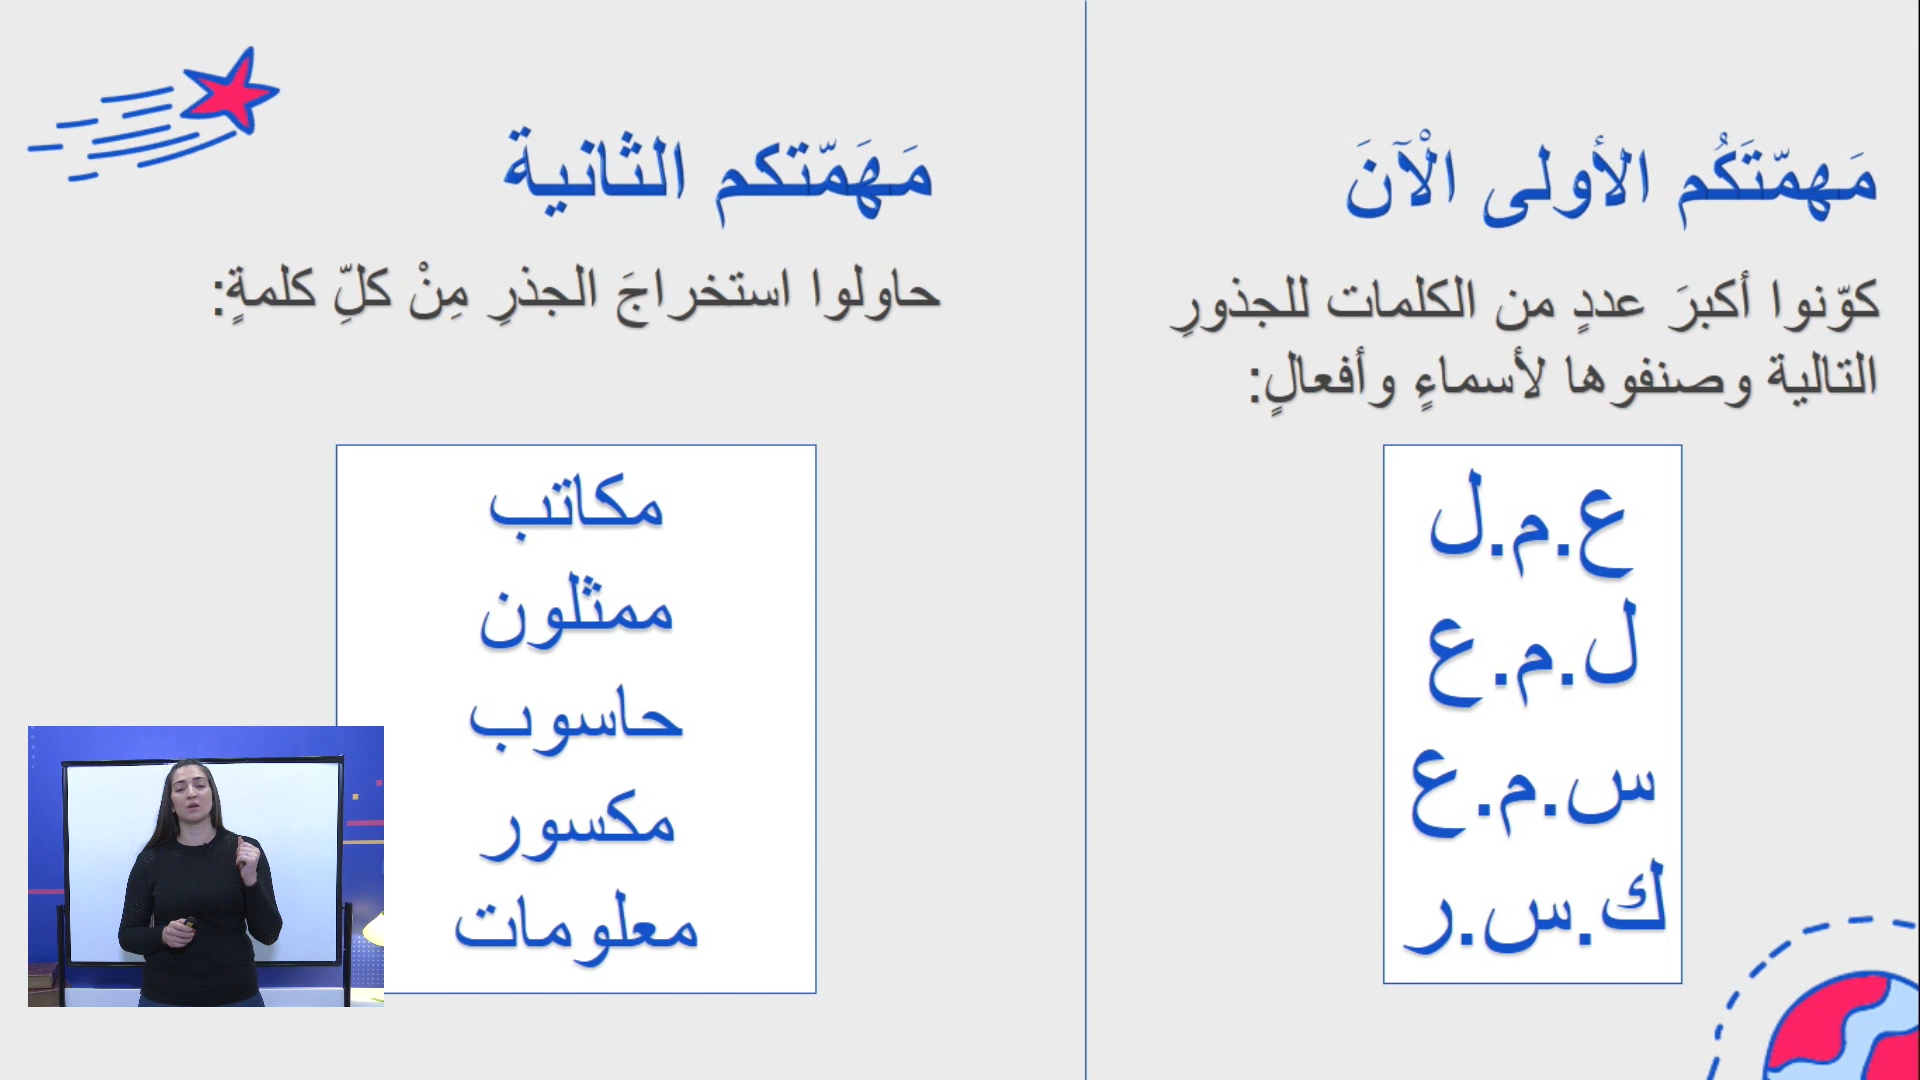 مَهمّتَكُم الأولى الْآنَ
كوّنوا أكبرَ عددٍ من الكلمات للجذورِ
التالية وصنفوها لأسماءٍ وأفعالٍ:
ع.م.ل
ل.م.ع
س.م.ع
ك.س.ر
مَهَمّتكم الثانية
حاولوا استخراجَ الجذرِ مِنْ كلِّ كلمةٍ:
مكاتب
ممثلون
حاسوب
مكسور
معلومات